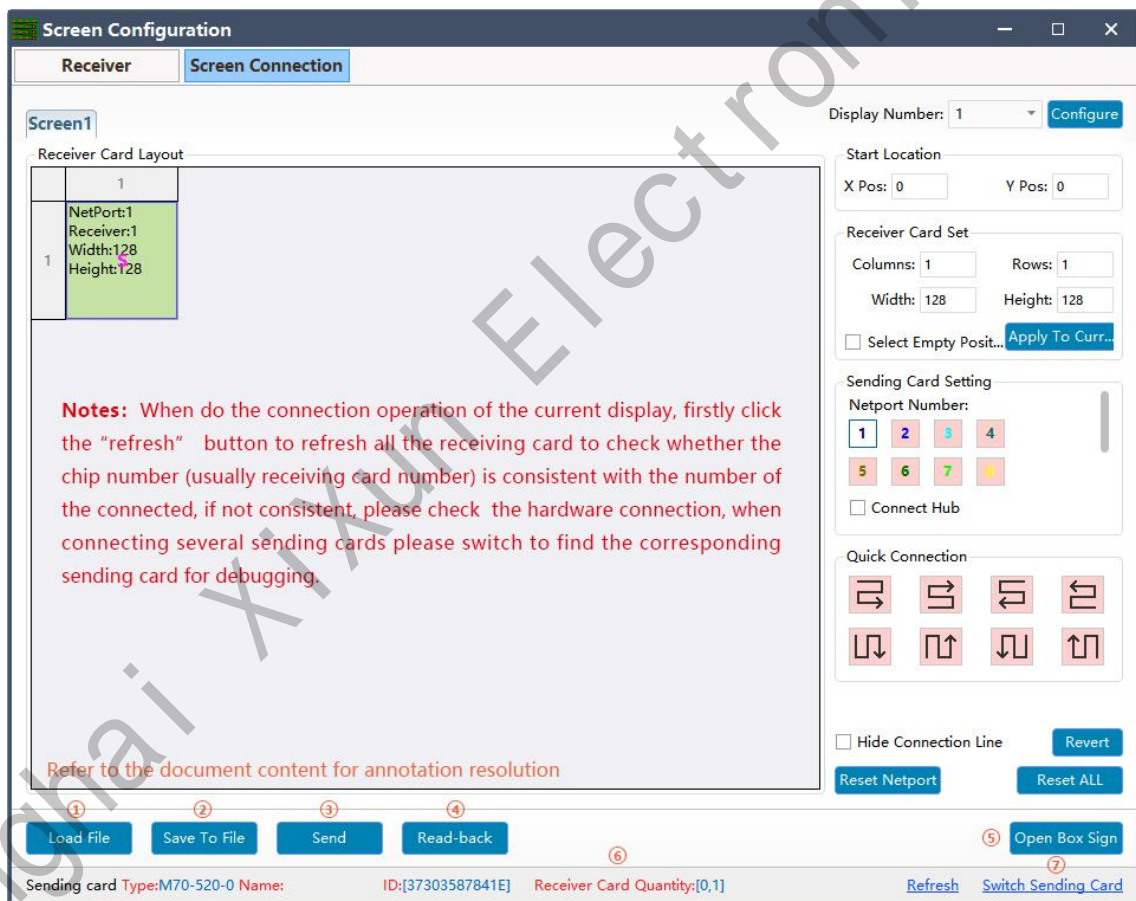 Screen Configuration
Receiver
Screen Connection
Screen1
Display Number: 1
Configure
Receiver Card Layout
1
1
NetPort:1
Receiver:1
Width:128
Height:128
S
Start Location
X Pos: 0
Y Pos: 0
Receiver Card Set
Columns: 1
Rows: 1
Width: 128
Height: 128
Select Empty Posit...
Apply To Curr...
Notes: When do the connection operation of the current display, firstly click
the "refresh" button to refresh all the receiving card to check whether the
chip number (usually receiving card number) is consistent with the number of
the connected, if not consistent, please check the hardware connection, when
connecting several sending cards please switch to find the corresponding
sending card for debugging.
Sending Card Setting
Netport Number:
1 2 3 4
5 6 7 8
Connect Hub
Quick Connection
Hide Connection Line
Revert
Reset Netport
Reset ALL
Refer to the document content for annotation resolution
① ② ③ ④
Load File
Save To File
Send
Read-back
⑤ Open Box Sign
⑥
⑦
Sending card Type:M70-520-0 Name: ID:[37303587841E] Receiver Card Quantity:[0,1]
Refresh
Switch Sending Card
nghai XiXun Electron